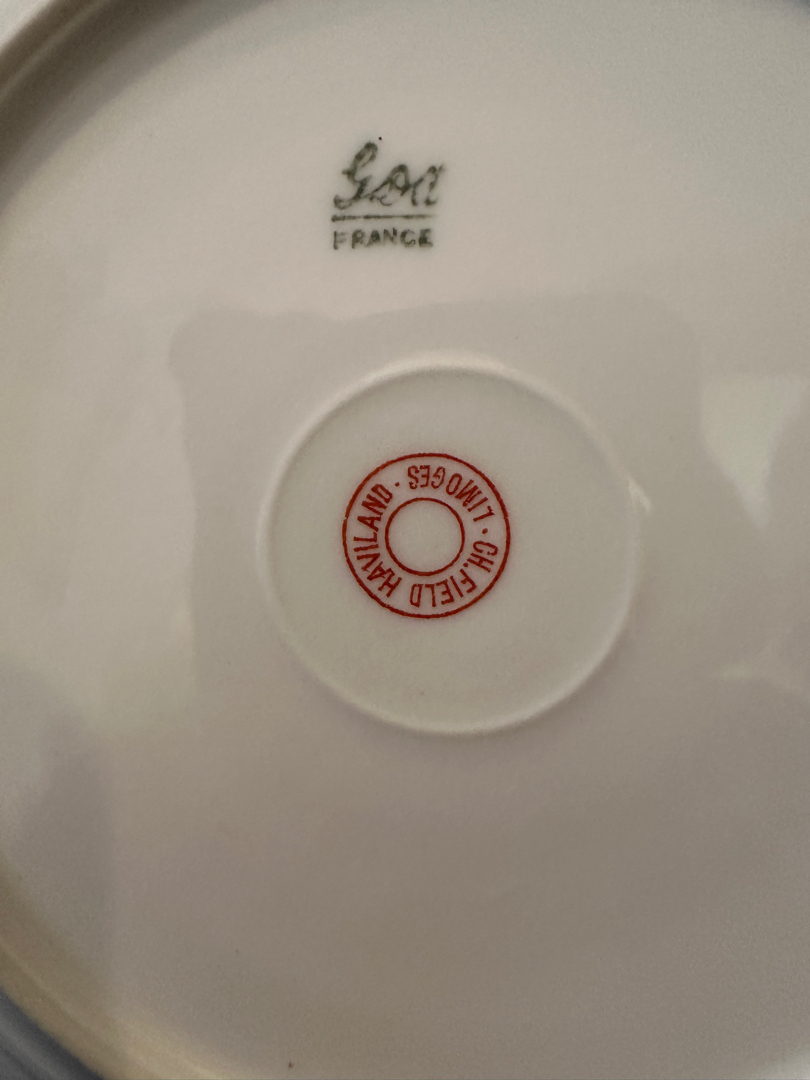 GDA
FRANCE
CH. FIELD HAVILAND · LIMOGES ·